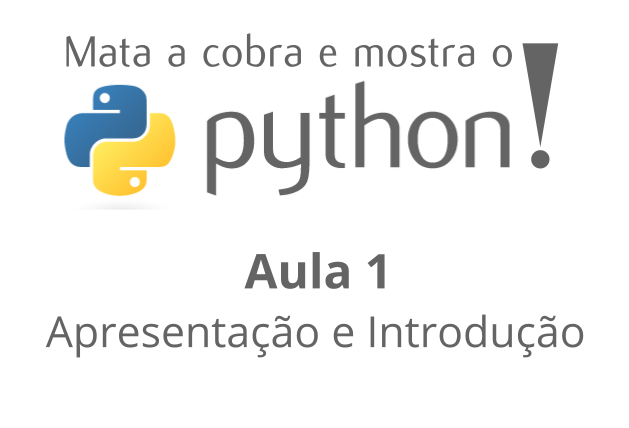 Mata a cobra e mostra o
python!
Aula 1
Apresentação e Introdução